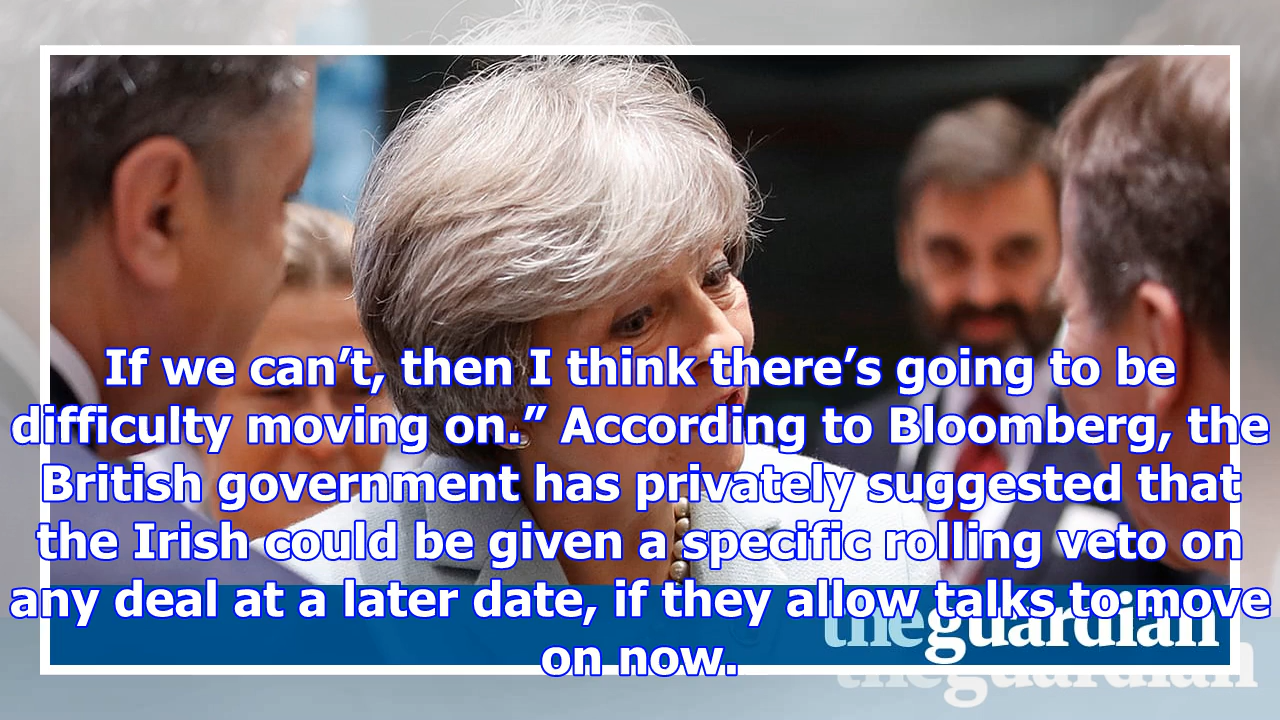 If we can’t, then I think there’s going to be
difficulty moving on.” According to Bloomberg, the
British government has privately suggested that
the Irish could be given a specific rolling veto on
any deal at a later date, if they allow talks to move
on now.
theguardian
theguardian